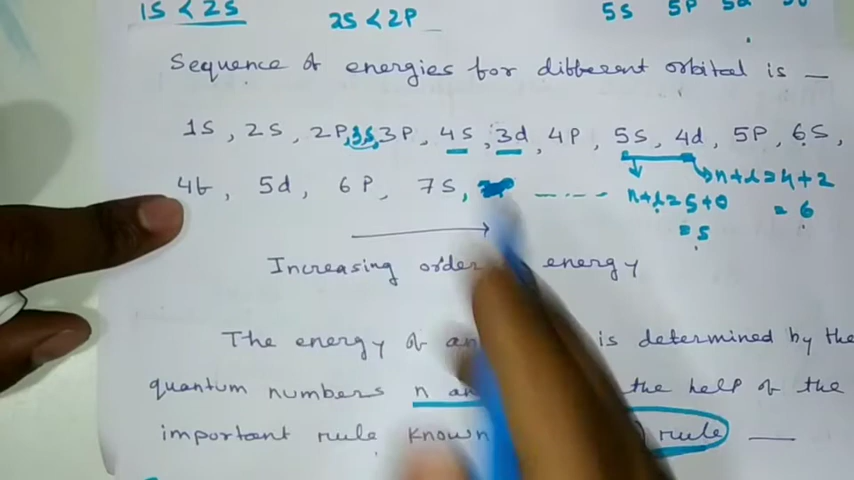 1S < 2S
2S < 2P
5S 5P 5d
Sequence of energies for different orbital is —
1S, 2S, 2P, 3S, 3P, 4S, 3d, 4P, 5S, 4d, 5P, 6S,
4f, 5d, 6P, 7S, -----
n+l=5+0
=5
n+l=4+2
=6
Increasing order energy
The energy of an is determined by the
quantum numbers n the help of the
important rule known rule —